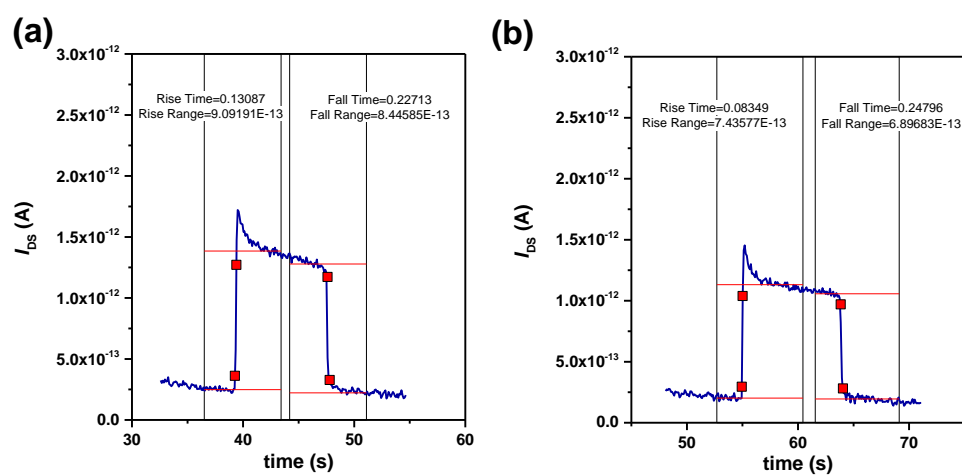 (a)
3.0x10⁻¹²
2.5x10⁻¹²
2.0x10⁻¹²
1.5x10⁻¹²
1.0x10⁻¹²
5.0x10⁻¹³
0.0
I_DS (A)
Rise Time=0.13087
Rise Range=9.09191E-13
Fall Time=0.22713
Fall Range=8.44585E-13
30 40 50 60
time (s)
(b)
3.0x10⁻¹²
2.5x10⁻¹²
2.0x10⁻¹²
1.5x10⁻¹²
1.0x10⁻¹²
5.0x10⁻¹³
0.0
I_DS (A)
Rise Time=0.08349
Rise Range=7.43577E-13
Fall Time=0.24796
Fall Range=6.89683E-13
50 60 70
time (s)